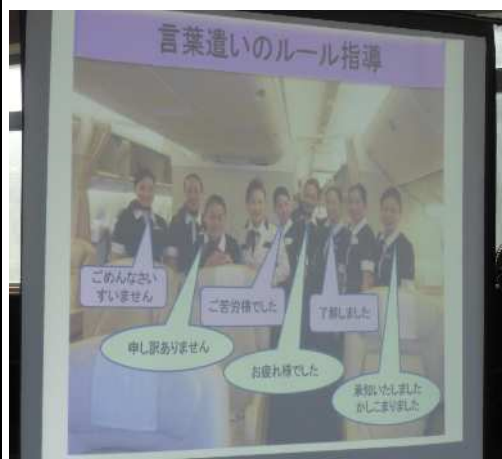 言葉遣いのルール指導
ごめんなさい
すいません
申し訳ありません
ご苦労様でした
お疲れ様でした
了解しました
承知いたしました
かしこまりました